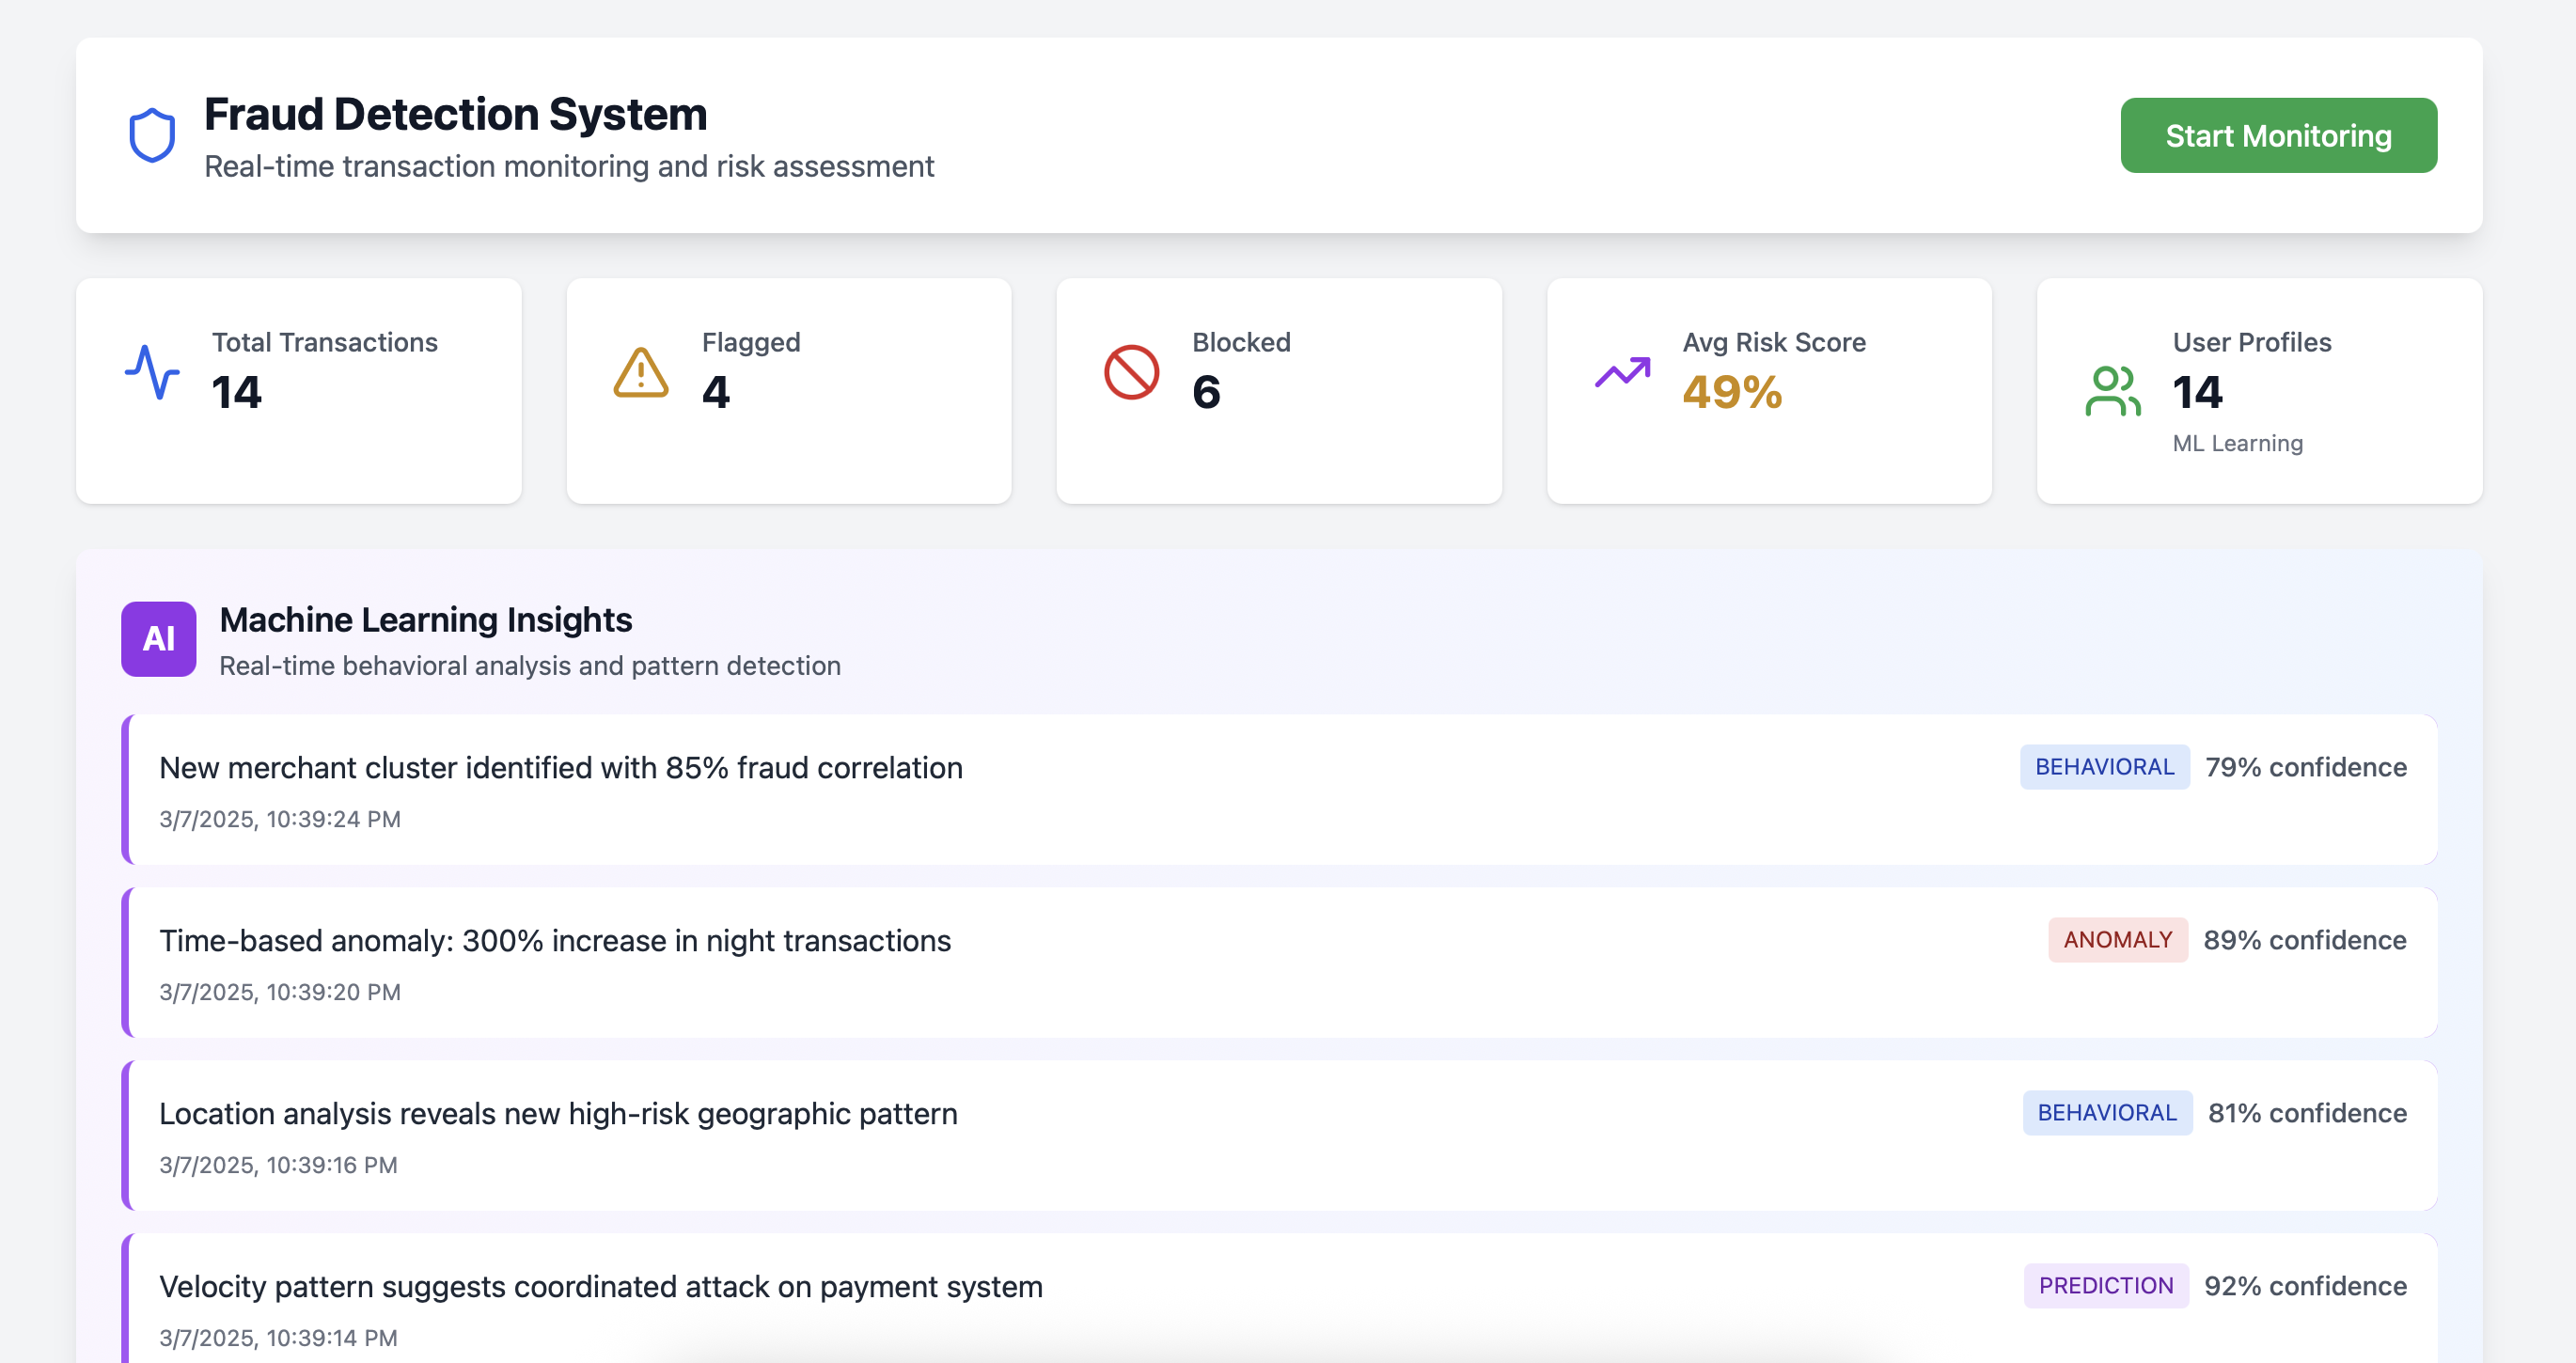 Fraud Detection System
Real-time transaction monitoring and risk assessment
Start Monitoring
Total Transactions
14
Flagged
4
Blocked
6
Avg Risk Score
49%
User Profiles
14
ML Learning
AI
Machine Learning Insights
Real-time behavioral analysis and pattern detection
New merchant cluster identified with 85% fraud correlation
BEHAVIORAL 79% confidence
3/7/2025, 10:39:24 PM
Time-based anomaly: 300% increase in night transactions
ANOMALY 89% confidence
3/7/2025, 10:39:20 PM
Location analysis reveals new high-risk geographic pattern
BEHAVIORAL 81% confidence
3/7/2025, 10:39:16 PM
Velocity pattern suggests coordinated attack on payment system
PREDICTION 92% confidence
3/7/2025, 10:39:14 PM